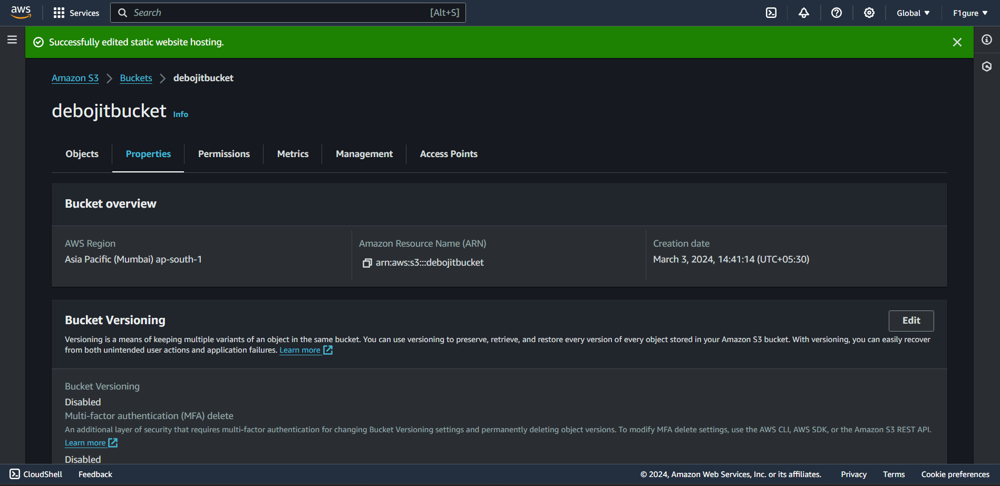 aws
Services
Search
[Alt+S]
Global
F1gure
Successfully edited static website hosting.
Amazon S3
Buckets
debojitbucket
debojitbucket
Info
Objects
Properties
Permissions
Metrics
Management
Access Points
Bucket overview
AWS Region
Asia Pacific (Mumbai) ap-south-1
Amazon Resource Name (ARN)
arn:aws:s3:::debojitbucket
Creation date
March 3, 2024, 14:41:14 (UTC+05:30)
Bucket Versioning
Edit
Versioning is a means of keeping multiple variants of an object in the same bucket. You can use versioning to preserve, retrieve, and restore every version of every object stored in your Amazon S3 bucket. With versioning, you can easily recover
from both unintended user actions and application failures. Learn more
Bucket Versioning
Disabled
Multi-factor authentication (MFA) delete
An additional layer of security that requires multi-factor authentication for changing Bucket Versioning settings and permanently deleting object versions. To modify MFA delete settings, use the AWS CLI, AWS SDK, or the Amazon S3 REST API.
Learn more
Disabled
CloudShell
Feedback
© 2024, Amazon Web Services, Inc. or its affiliates.
Privacy
Terms
Cookie preferences